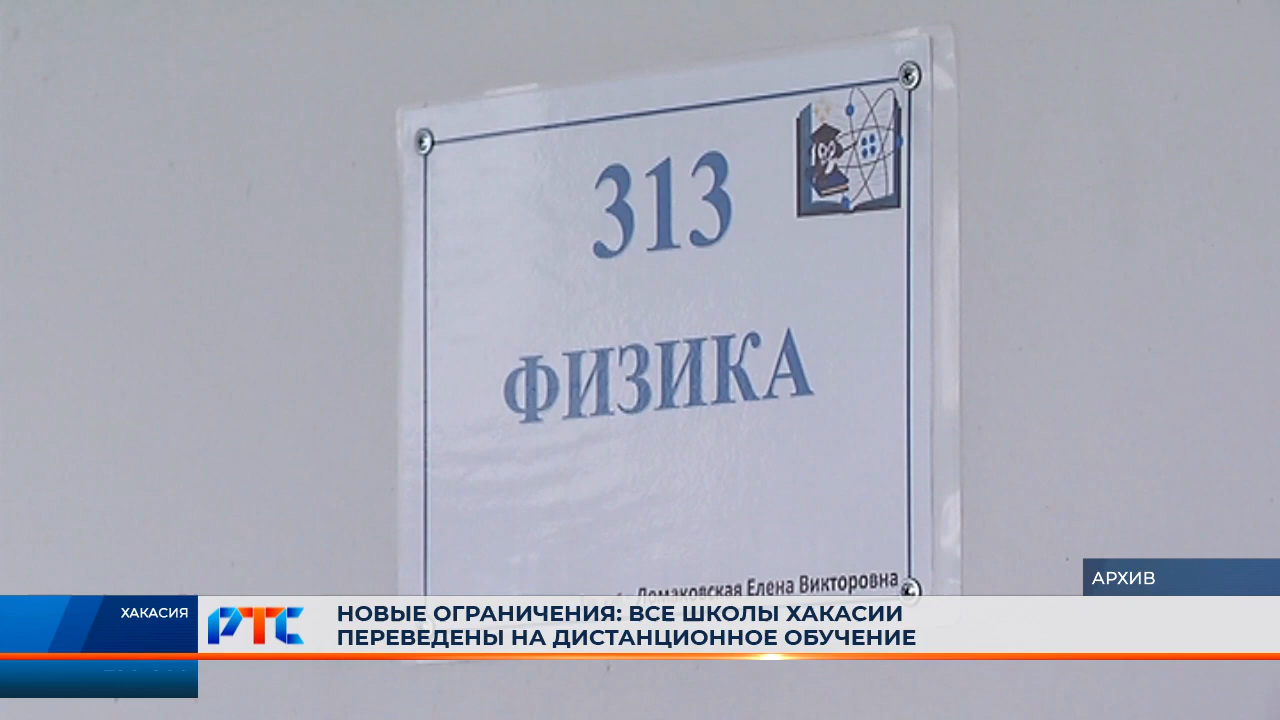 313
ФИЗИКА
Елена Викторовна
АРХИВ
ХАКАСИЯ
РТС
НОВЫЕ ОГРАНИЧЕНИЯ: ВСЕ ШКОЛЫ ХАКАСИИ
ПЕРЕВЕДЕНЫ НА ДИСТАНЦИОННОЕ ОБУЧЕНИЕ